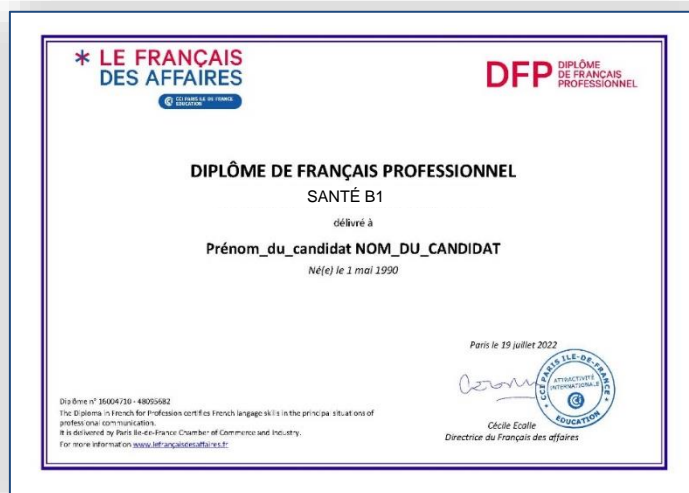 * LE FRANÇAIS
DES AFFAIRES
CCI PARIS ILE-DE-FRANCE
EDUCATION
DFP DIPLÔME
DE FRANÇAIS
PROFESSIONNEL
DIPLÔME DE FRANÇAIS PROFESSIONNEL
SANTÉ B1
délivré à
Prénom_du_candidat NOM_DU_CANDIDAT
Né(e) le 1 mai 1990
Paris le 19 juillet 2022
CCI PARIS ILE-DE-FRANCE
ATTRACTIVITÉ
INTERNATIONALE
EDUCATION
Cécile Ecalle
Directrice du Français des affaires
Diplôme n° 16004710 - 48095682
The Diploma in French for Profession certifies French langage skills in the principal situations of
professional communication.
It is delivered by Paris Ile-de-France Chamber of Commerce and Industry.
For more information www.lefrançaisdesaffaires.fr